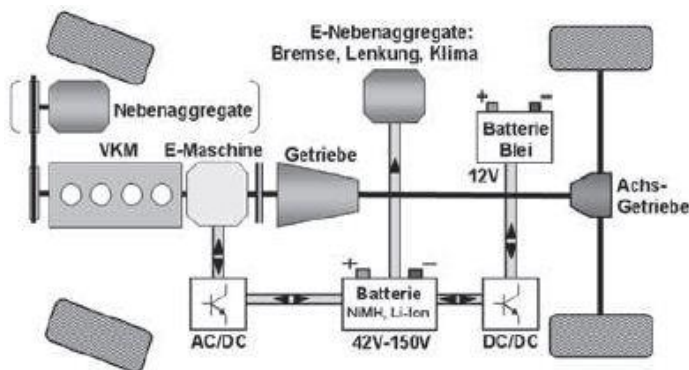 E-Nebenaggregate:
Bremse, Lenkung, Klima
Nebenaggregate
VKM
E-Maschine
Getriebe
+ −
Batterie
Blei
12V
Achs-
Getriebe
+ −
Batterie
NiMH, Li-Ion
AC/DC
42V-150V
DC/DC